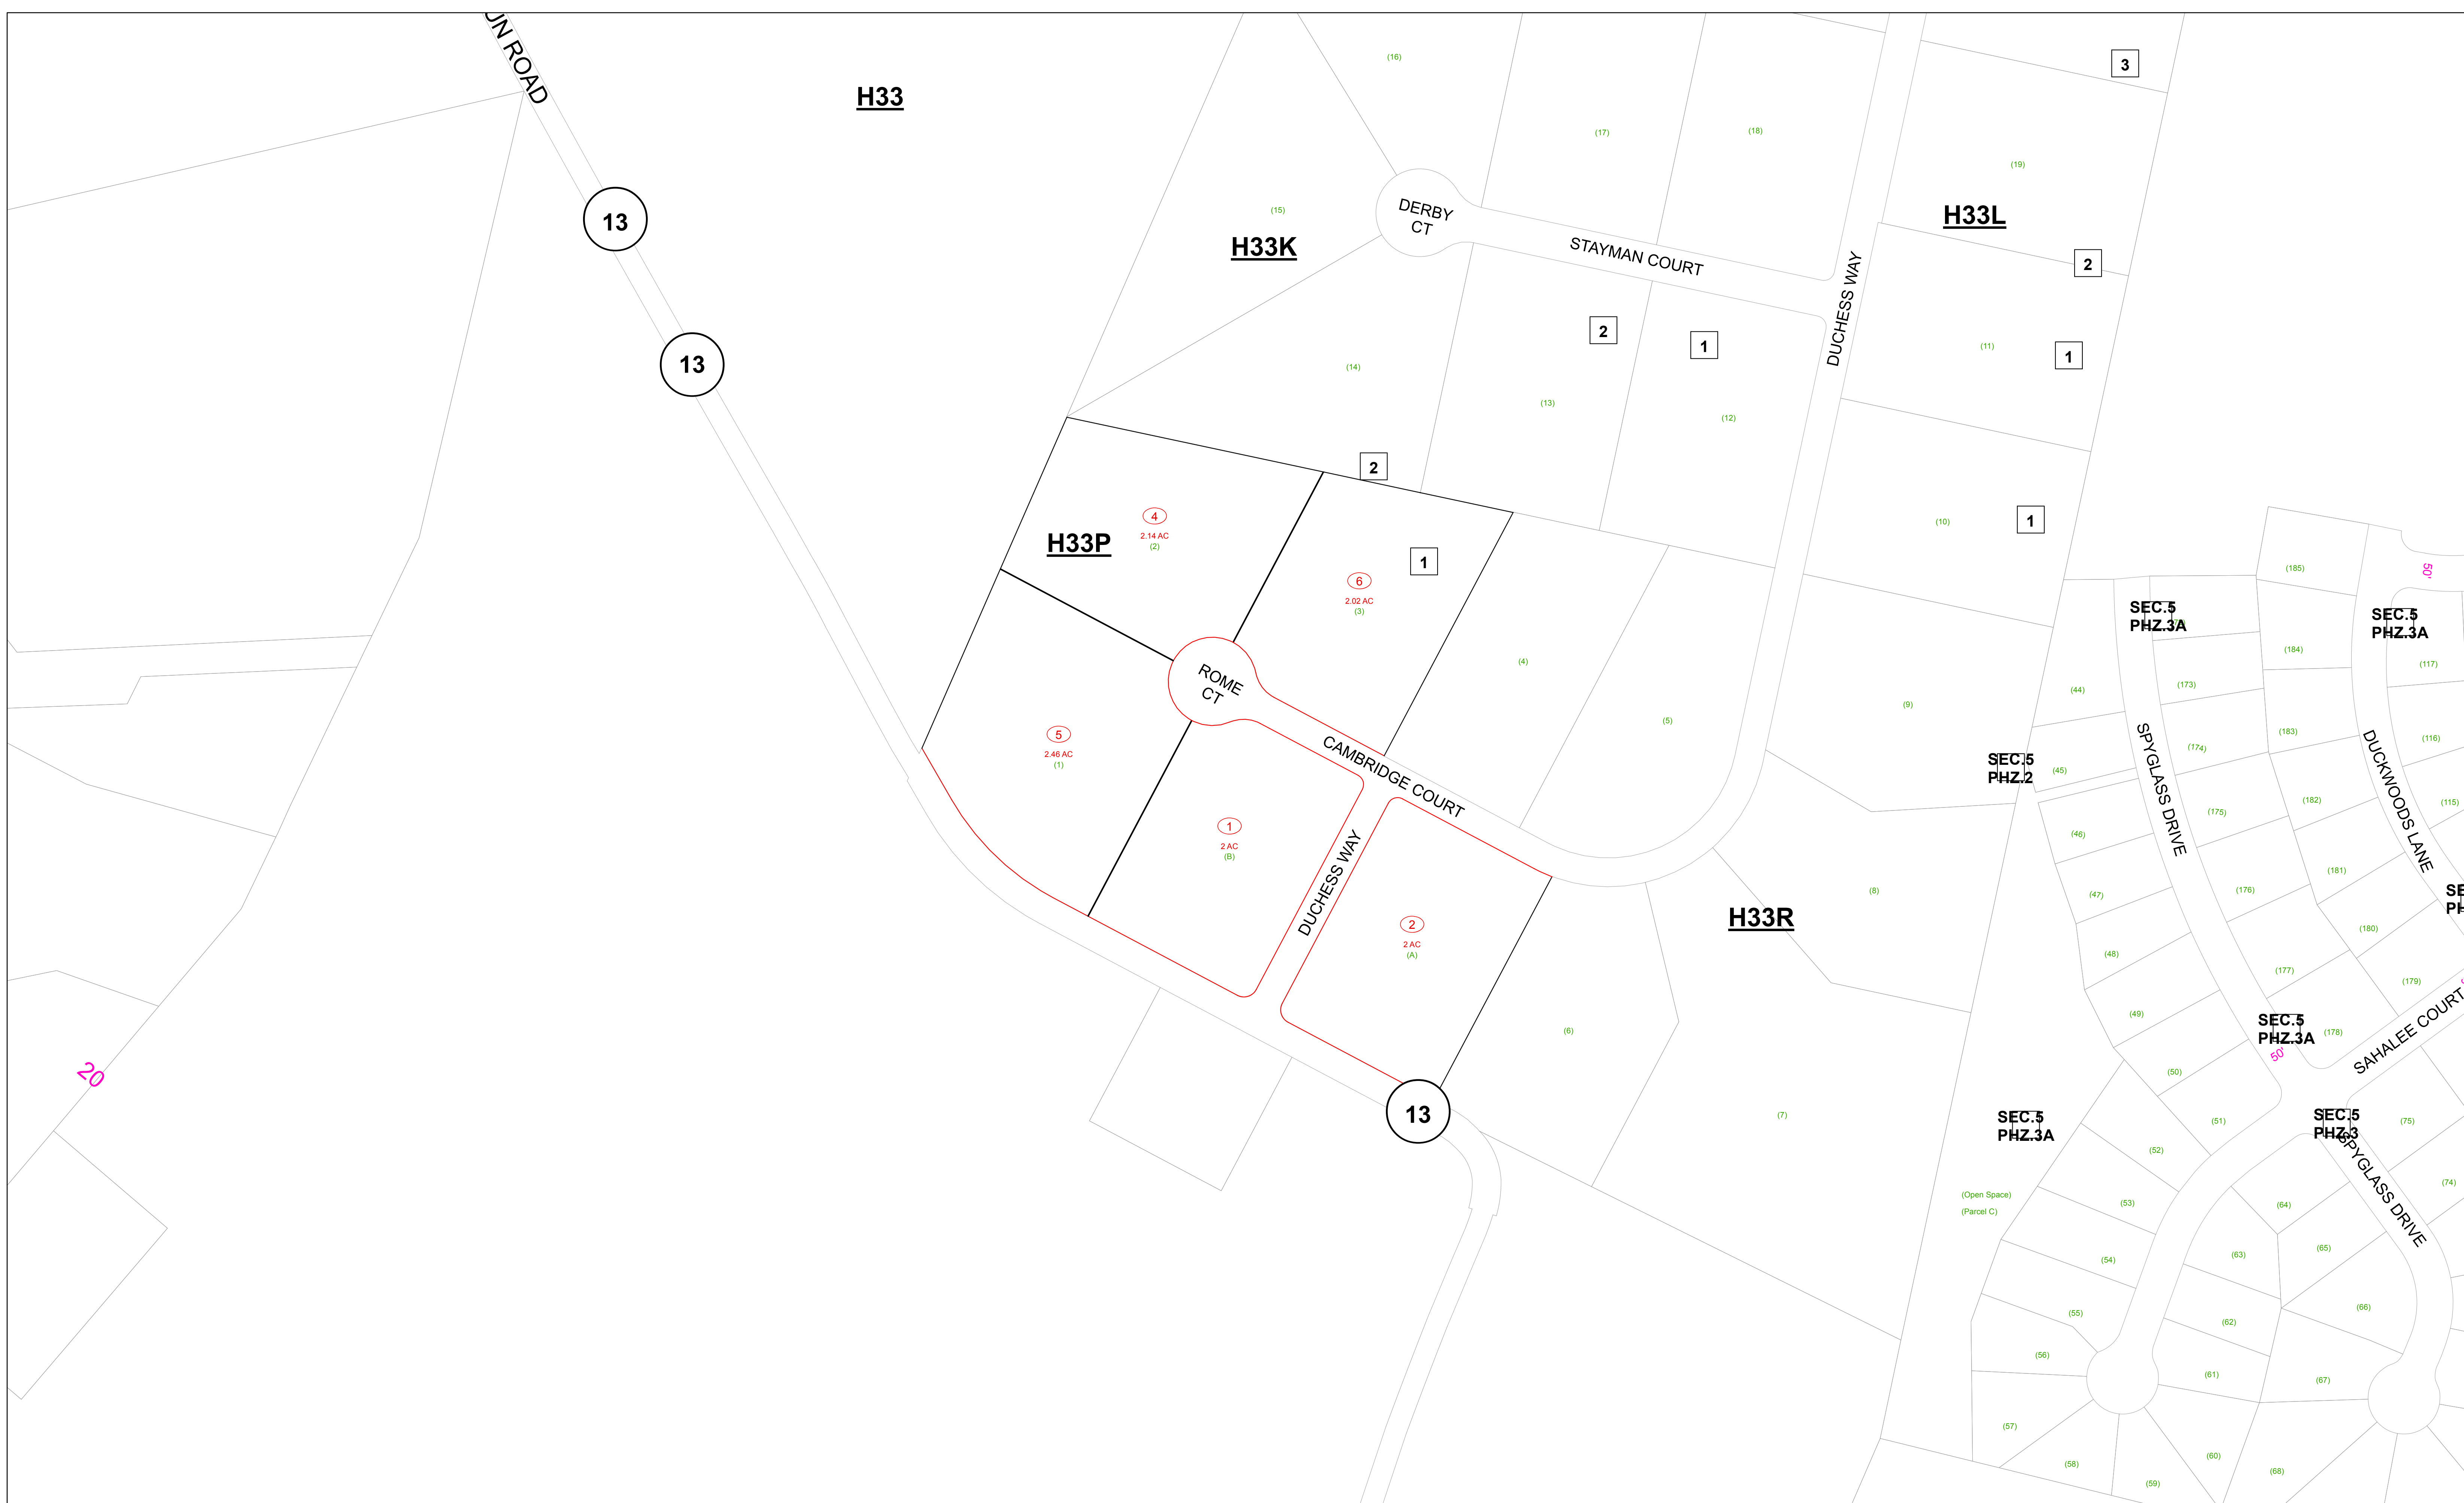 UN ROAD
H33
13
13
(16)
(17)
(18)
3
(19)
DERBY
CT
(15)
H33K
STAYMAN COURT
H33L
DUCHESS WAY
2
2
1
(11)
1
(14)
(13)
(12)
2
4
2.14 AC
(2)
H33P
6
2.02 AC
(3)
1
(10)
1
(4)
(5)
(9)
ROME
CT
CAMBRIDGE COURT
5
2.46 AC
(1)
1
2 AC
(B)
DUCHESS WAY
2
2 AC
(A)
(8)
H33R
(6)
(7)
13
20
(185)
50'
SEC.5
PHZ.3A
SEC.5
PHZ.3A
(184)
(117)
(44)
(173)
(183)
(174)
(116)
SPYGLASS DRIVE
DUCKWOODS LANE
SEC.5
PHZ.2
(45)
(182)
(115)
(175)
(46)
(181)
(176)
(47)
(180)
(48)
(177)
(179)
(49)
SEC.5
PHZ.3A
(178)
50'
SAHALEE COURT
(50)
(51)
SEC.5
PHZ.3A
SEC.5
PHZ.3
(75)
(52)
SPYGLASS DRIVE
(74)
(Open Space)
(Parcel C)
(53)
(64)
(54)
(63)
(65)
(55)
(62)
(66)
(56)
(61)
(67)
(57)
(58)
(60)
(68)
(59)